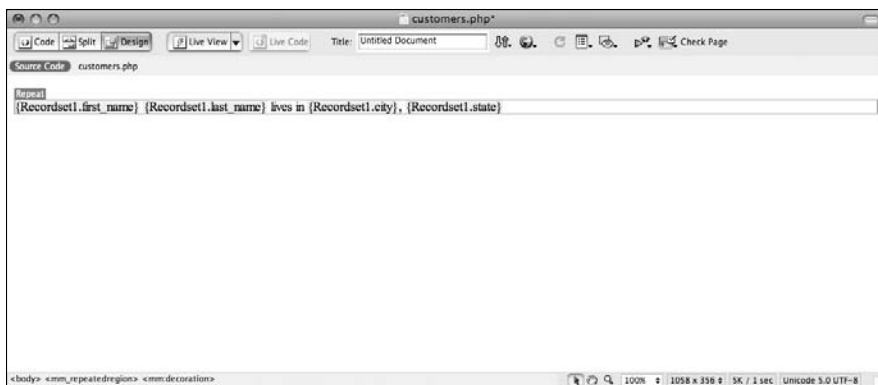 customers.php*
Code Split Design Live View Live Code Title: Untitled Document Check Page
Source Code customers.php
Repeat
{Recordset1.first_name} {Recordset1.last_name} lives in {Recordset1.city}, {Recordset1.state}
<body> <mm_repeatedregion> <mm:decoration> 100% 1058 x 356 5K / 1 sec Unicode 5.0 UTF-8